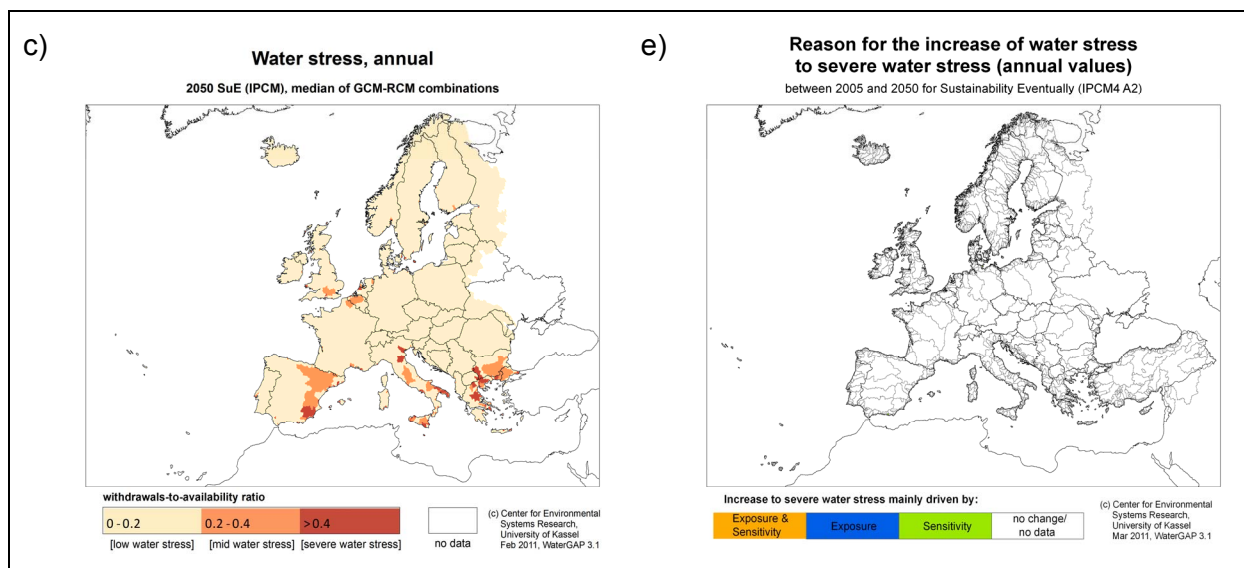 c)
Water stress, annual
2050 SuE (IPCM), median of GCM-RCM combinations
withdrawals-to-availability ratio
0 - 0.2
0.2 - 0.4
> 0.4
[low water stress]
[mid water stress]
[severe water stress]
no data
(c) Center for Environmental
Systems Research,
University of Kassel
Feb 2011, WaterGAP 3.1
e)
Reason for the increase of water stress
to severe water stress (annual values)
between 2005 and 2050 for Sustainability Eventually (IPCM4 A2)
Increase to severe water stress mainly driven by:
Exposure &
Sensitivity
Exposure
Sensitivity
no change/
no data
(c) Center for Environmental
Systems Research,
University of Kassel
Mar 2011, WaterGAP 3.1